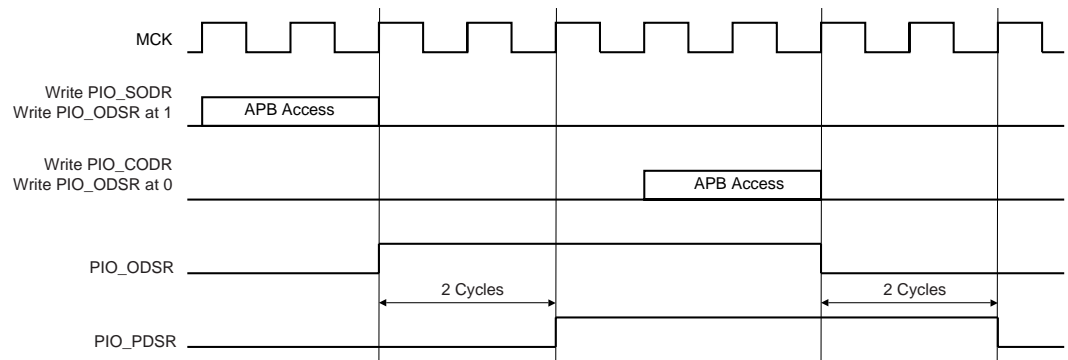 MCK
Write PIO_SODR
Write PIO_ODSR at 1
APB Access
Write PIO_CODR
Write PIO_ODSR at 0
APB Access
PIO_ODSR
2 Cycles
2 Cycles
PIO_PDSR